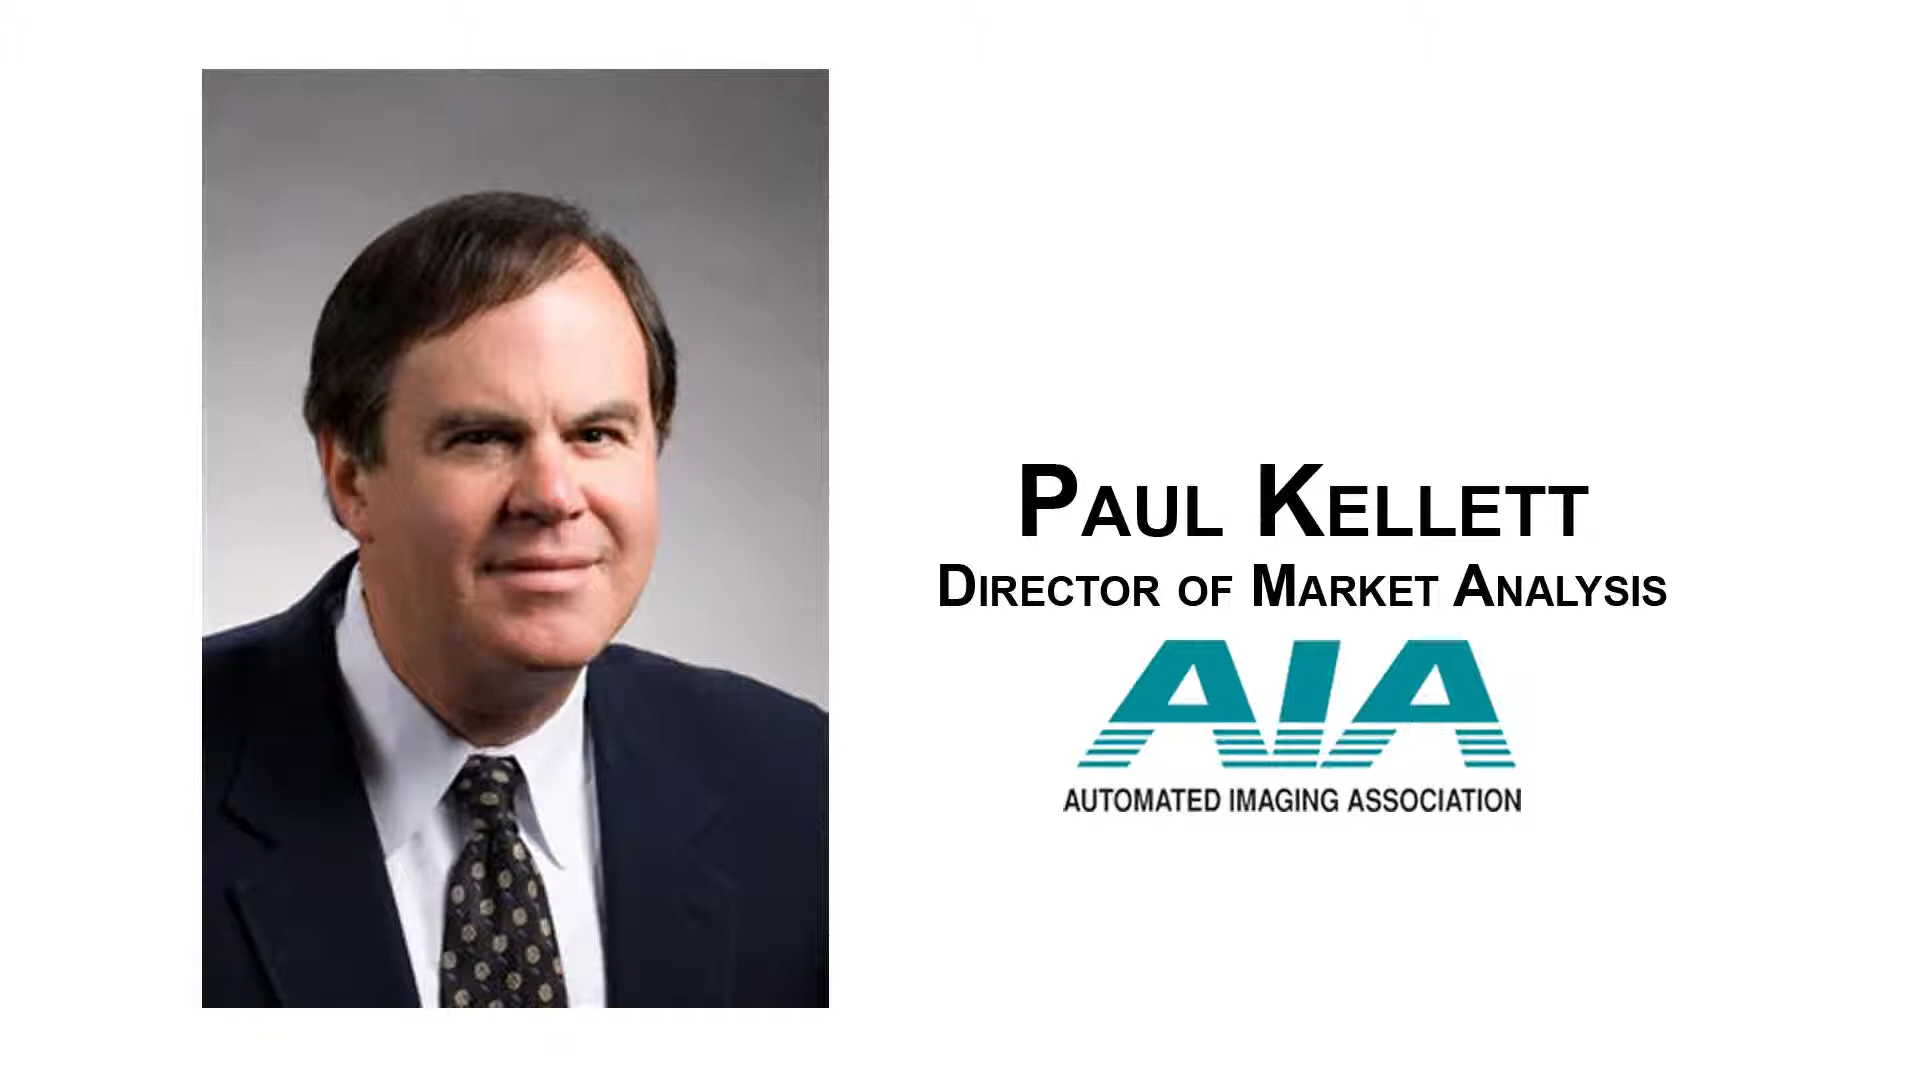 PAUL KELLETT
DIRECTOR OF MARKET ANALYSIS
AIA
AUTOMATED IMAGING ASSOCIATION